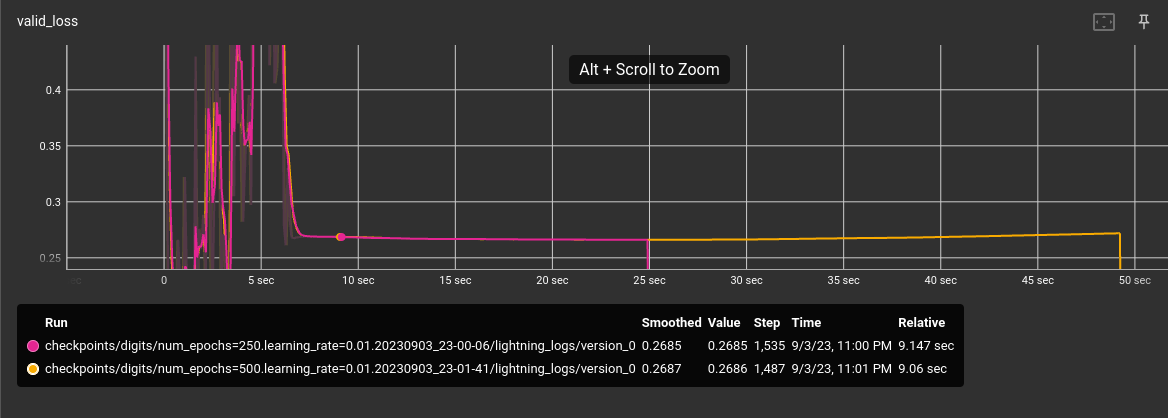 valid_loss
Alt + Scroll to Zoom
0.4
0.35
0.3
0.25
0 5 sec 10 sec 15 sec 20 sec 25 sec 30 sec 35 sec 40 sec 45 sec 50 sec
Run Smoothed Value Step Time Relative
checkpoints/digits/num_epochs=250.learning_rate=0.01.20230903_23-00-06/lightning_logs/version_0 0.2685 0.2685 1,535 9/3/23, 11:00 PM 9.147 sec
checkpoints/digits/num_epochs=500.learning_rate=0.01.20230903_23-01-41/lightning_logs/version_0 0.2687 0.2686 1,487 9/3/23, 11:01 PM 9.06 sec